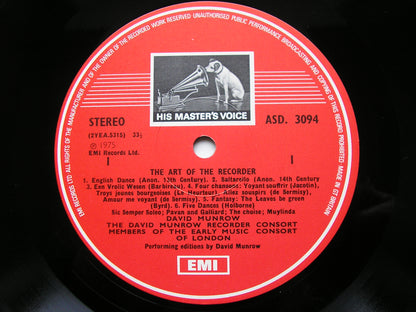 EMI RECORDS LTD. ALL RIGHTS OF THE MANUFACTURER AND OF THE OWNER OF THE RECORDED WORK RESERVED UNAUTHORISED PUBLIC PERFORMANCE BROADCASTING AND COPYING OF THIS RECORD PROHIBITED MADE IN GT BRITAIN
HIS MASTER'S VOICE
STEREO
ASD. 3094
(2YEA.5315) 33⅓
℗ 1975
EMI Records Ltd.
1 1
THE ART OF THE RECORDER
1. English Dance (Anon. 13th Century). 2. Saltarello (Anon. 14th Century
3. Een Vrolic Wesen (Barbireau). 4. Four chansons: Voyant souffrir (Jacotin),
Troys jeunes bourgeoises (Le Heurteur); Allez souspirs (de Sermisy),
Amour me voyant (de Sermisy). 5. Fantasy: The Leaves be green
(Byrd). 6. Five Dances (Holborne)
Sic Semper Soleo; Pavan and Galliard; The choise; Muylinda
DAVID MUNROW
THE DAVID MUNROW RECORDER CONSORT
MEMBERS OF THE EARLY MUSIC CONSORT
OF LONDON
Performing editions by David Munrow
EMI